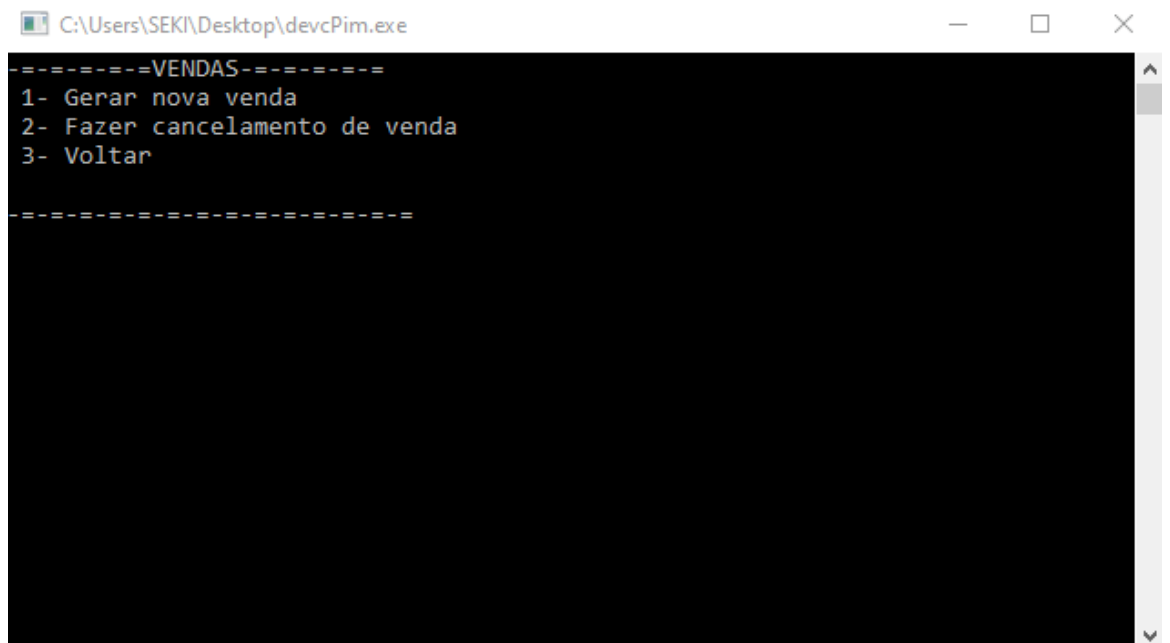 C:\Users\SEKI\Desktop\devcPim.exe
-=-=-=-=-=VENDAS-=-=-=-=-=
1- Gerar nova venda
2- Fazer cancelamento de venda
3- Voltar
-=-=-=-=-=-=-=-=-=-=-=-=-=-=